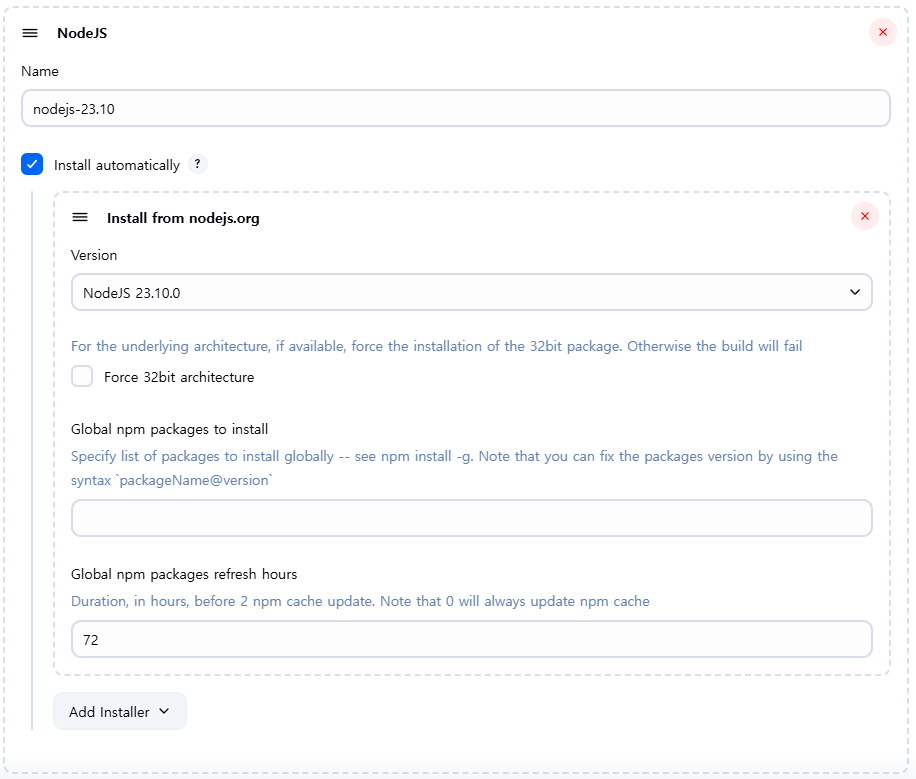 NodeJS
Name
nodejs-23.10
Install automatically ?
Install from nodejs.org
Version
NodeJS 23.10.0
For the underlying architecture, if available, force the installation of the 32bit package. Otherwise the build will fail
Force 32bit architecture
Global npm packages to install
Specify list of packages to install globally -- see npm install -g. Note that you can fix the packages version by using the
syntax `packageName@version`
Global npm packages refresh hours
Duration, in hours, before 2 npm cache update. Note that 0 will always update npm cache
72
Add Installer